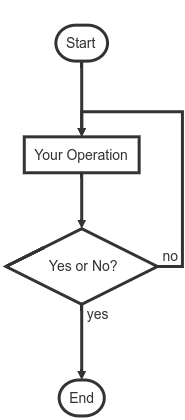 Start
Your Operation
Yes or No?
no
yes
End